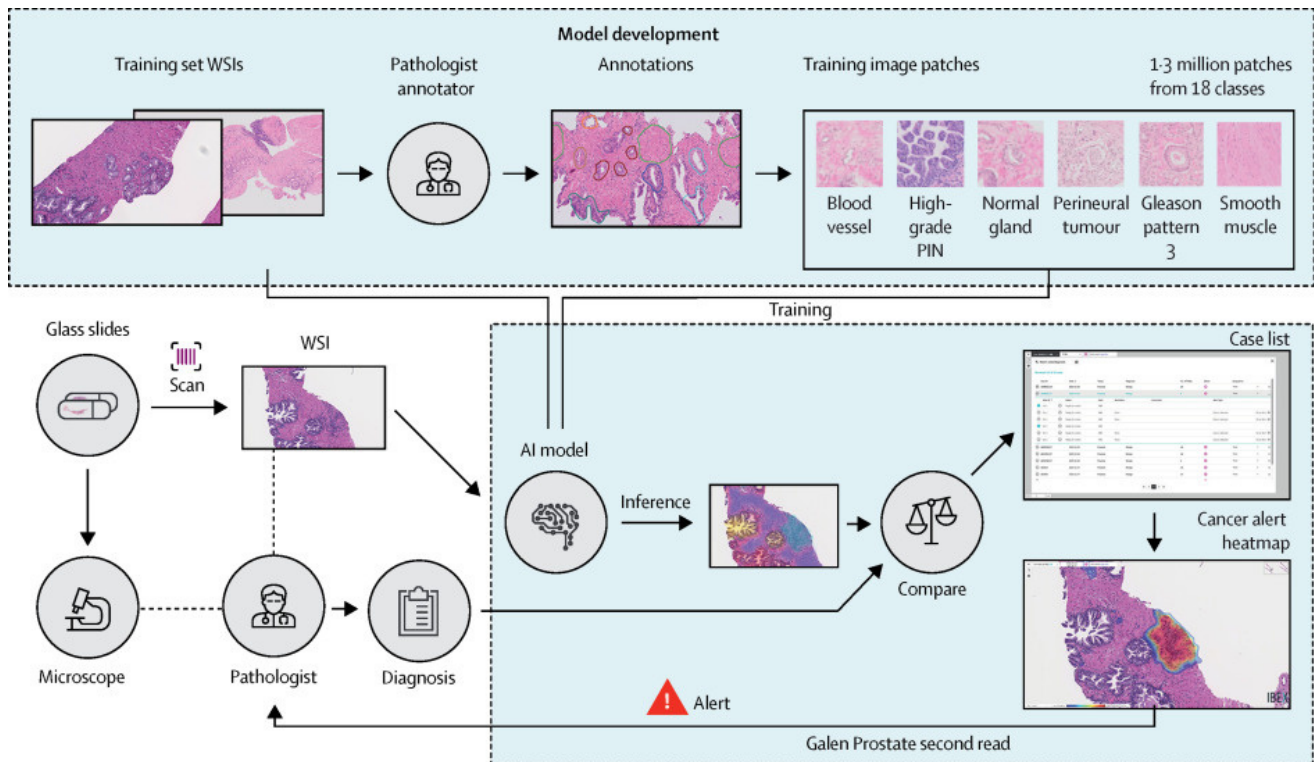 Model development
Training set WSIs
Pathologist
annotator
Annotations
Training image patches
1·3 million patches
from 18 classes
Blood
vessel
High-
grade
PIN
Normal
gland
Perineural
tumour
Gleason
pattern
3
Smooth
muscle
Training
Glass slides
Scan
WSI
AI model
Inference
Compare
Case list
Cancer alert
heatmap
Microscope
Pathologist
Diagnosis
Alert
Galen Prostate second read